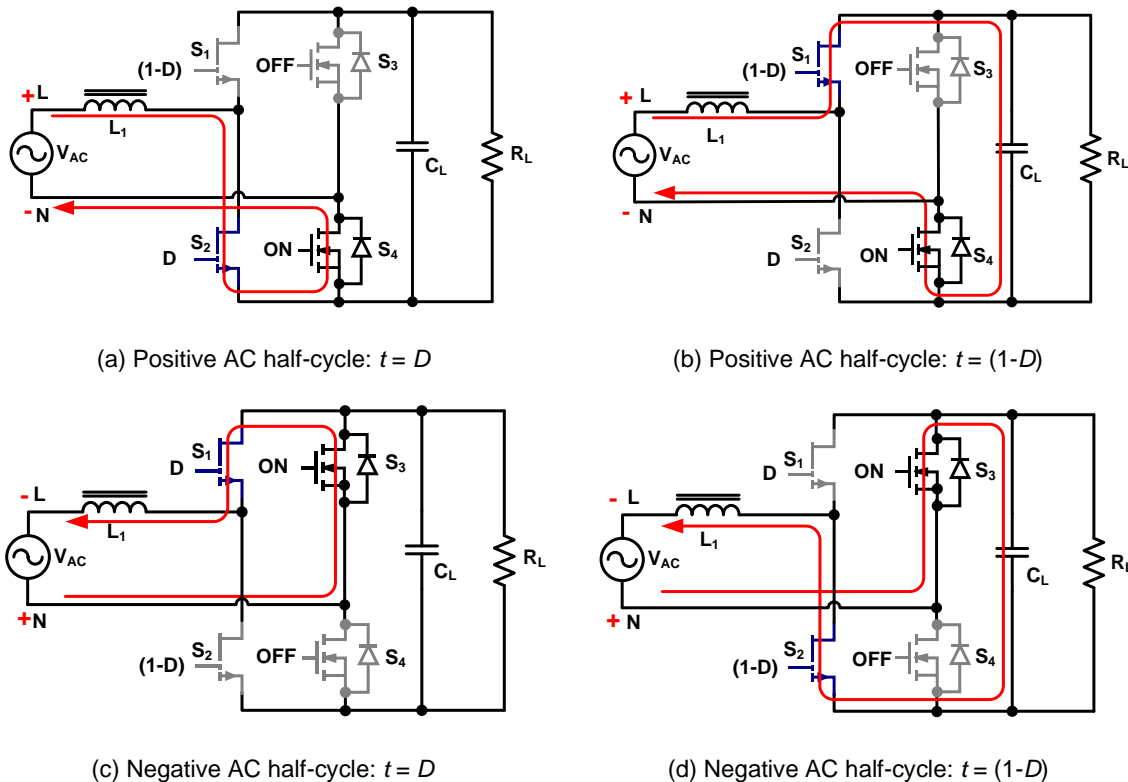 S1
(1-D)
OFF
S3
+ L
L1
VAC
CL
RL
- N
S2
D
ON
S4
(a) Positive AC half-cycle: t = D
S1
(1-D)
OFF
S3
+ L
L1
VAC
CL
RL
- N
S2
D
ON
S4
(b) Positive AC half-cycle: t = (1-D)
S1
D
ON
S3
- L
L1
VAC
CL
RL
+N
S2
(1-D)
OFF
S4
(c) Negative AC half-cycle: t = D
S1
D
ON
S3
- L
L1
VAC
CL
RL
+ N
S2
(1-D)
OFF
S4
(d) Negative AC half-cycle: t = (1-D)